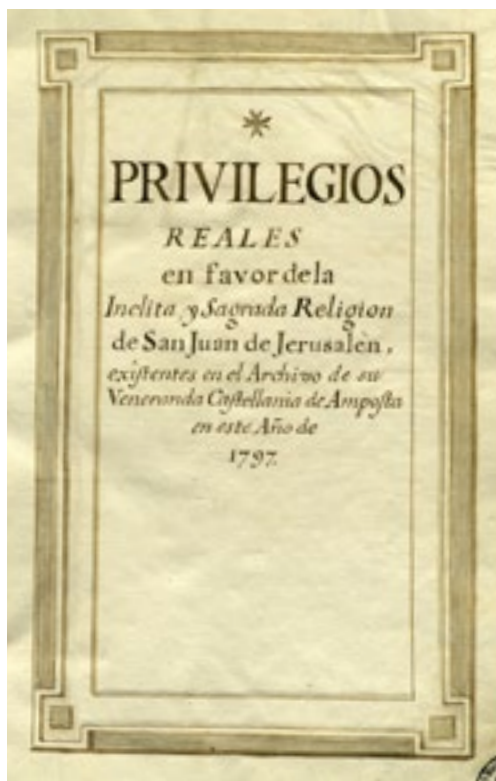 PRIVILEGIOS
REALES
en favor dela
Inclita y Sagrada Religion
de San Juan de Jerusalèn,
exiſtentes en el Archivo de su
Veneranda Caſtellania de Ampoſta
en este Año de
1797.